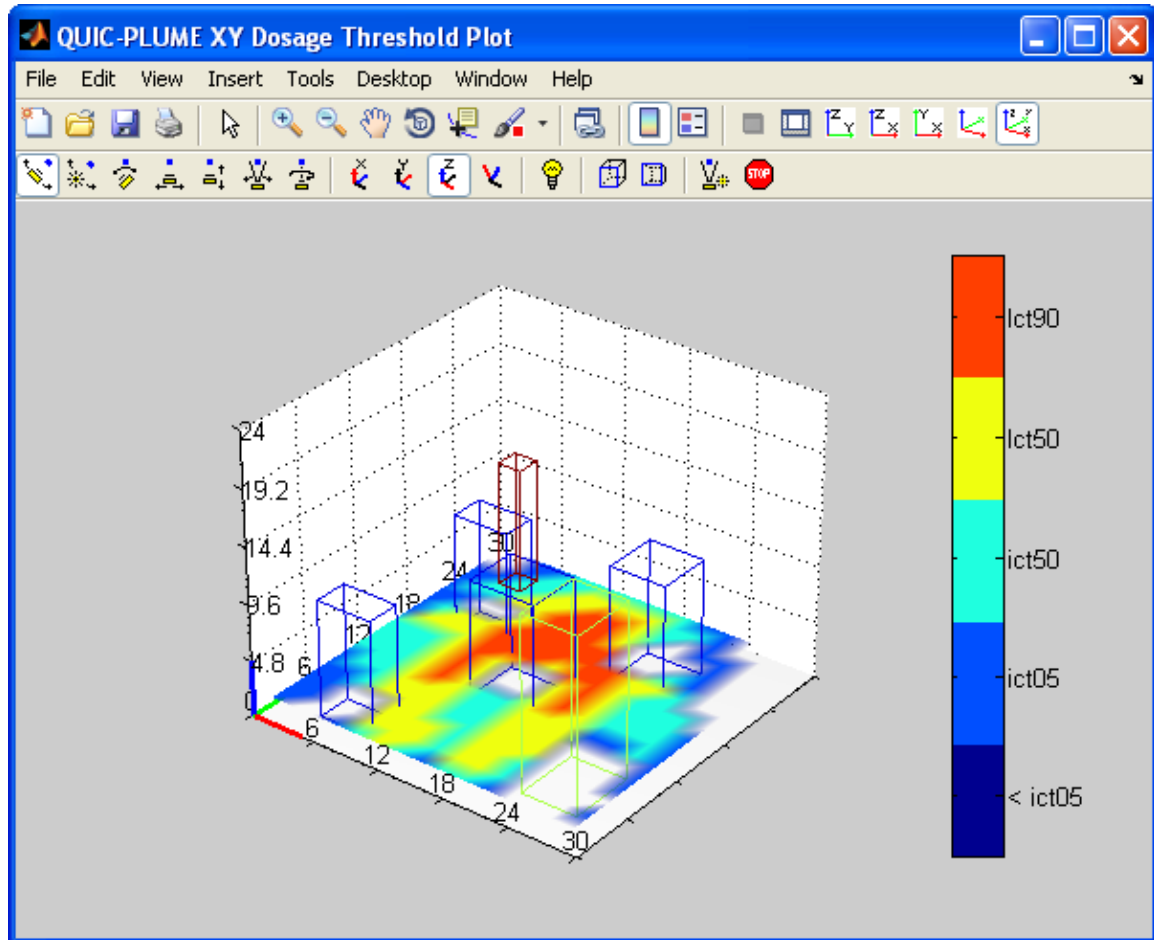 QUIC-PLUME XY Dosage Threshold Plot
File Edit View Insert Tools Desktop Window Help
Z Y Z X Y X Z Y X
X Y Z STOP
24
19.2
14.4
9.6
4.8
0
6
12
18
24
30
6
12
18
24
30
lct90
lct50
ict50
ict05
< ict05